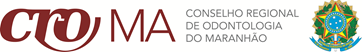 cro MA
CONSELHO REGIONAL
DE ODONTOLOGIA
DO MARANHÃO